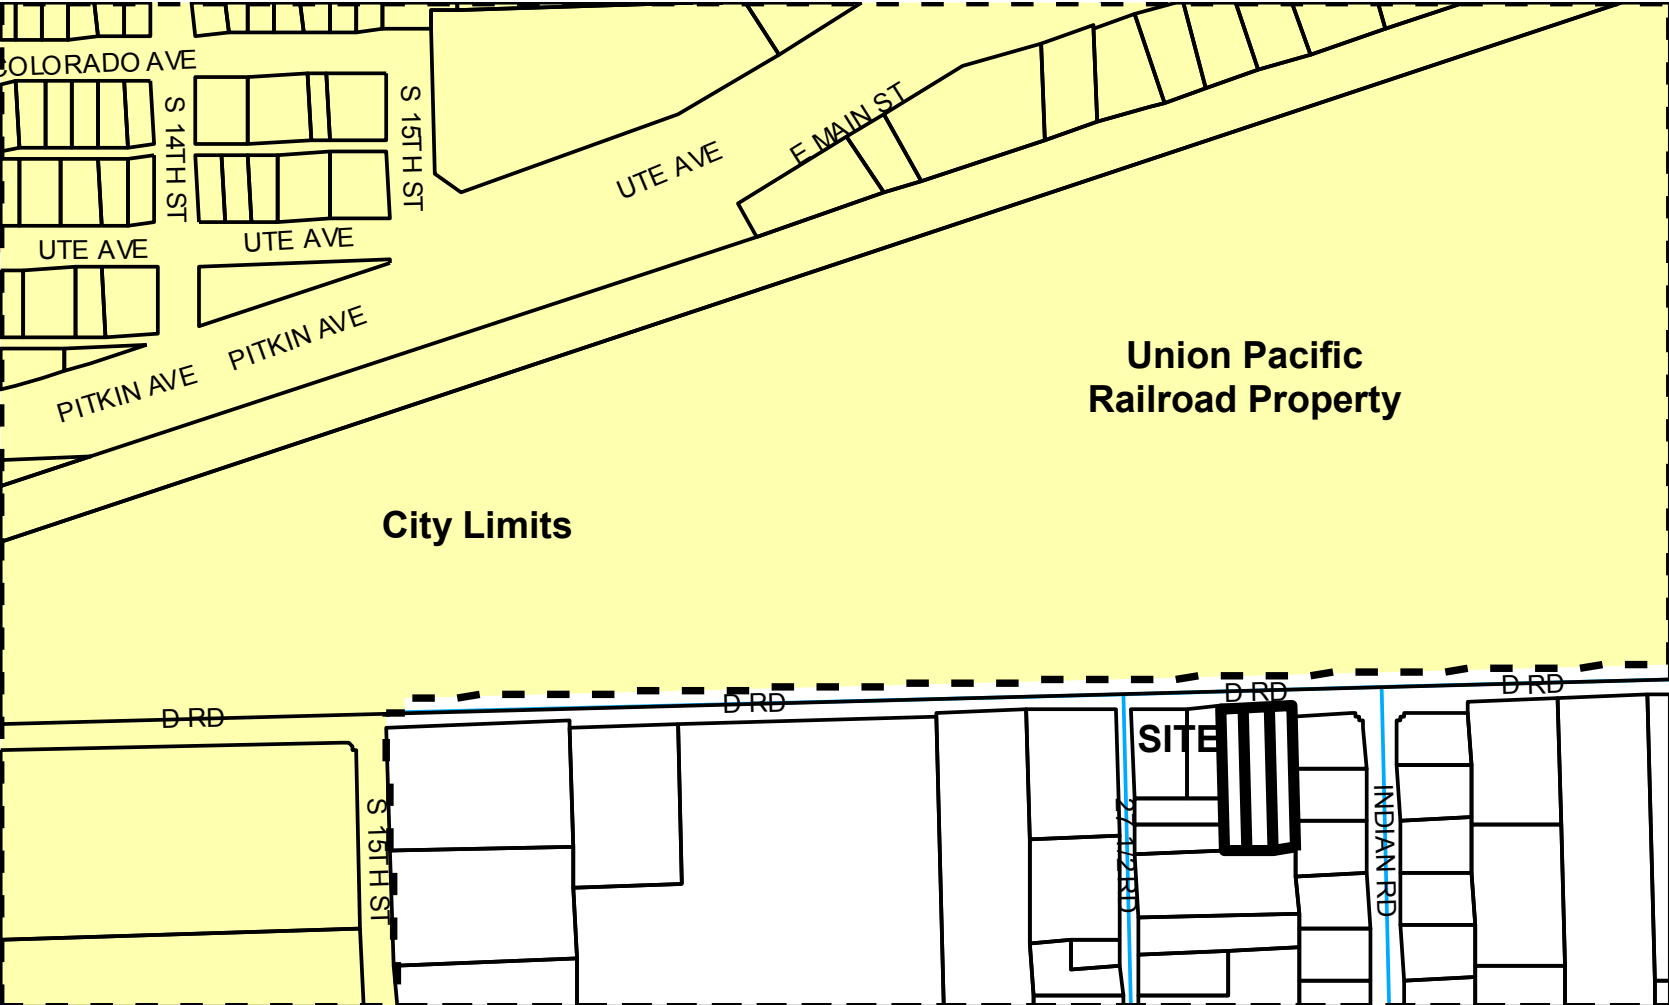 COLORADO AVE
S 14TH ST
S 15TH ST
E MAIN ST
UTE AVE
UTE AVE
UTE AVE
PITKIN AVE
PITKIN AVE
Union Pacific
Railroad Property
City Limits
D RD
D RD
D RD
D RD
SITE
S 15TH ST
27 1/2 RD
INDIAN RD